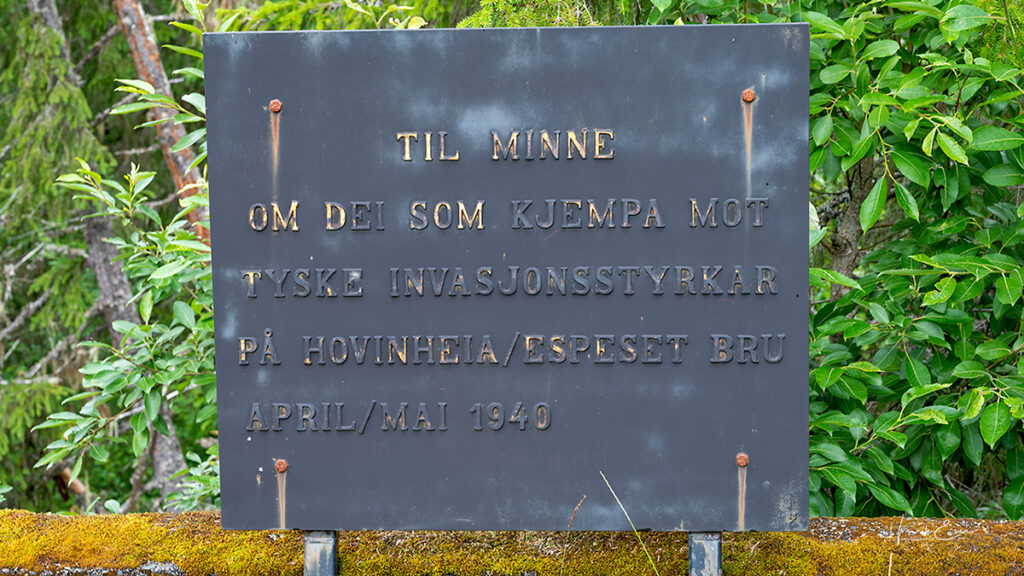 TIL MINNE
OM DEI SOM KJEMPA MOT
TYSKE INVASJONSSTYRKAR
PÅ HOVINHEIA/ESPESET BRU
APRIL/MAI 1940